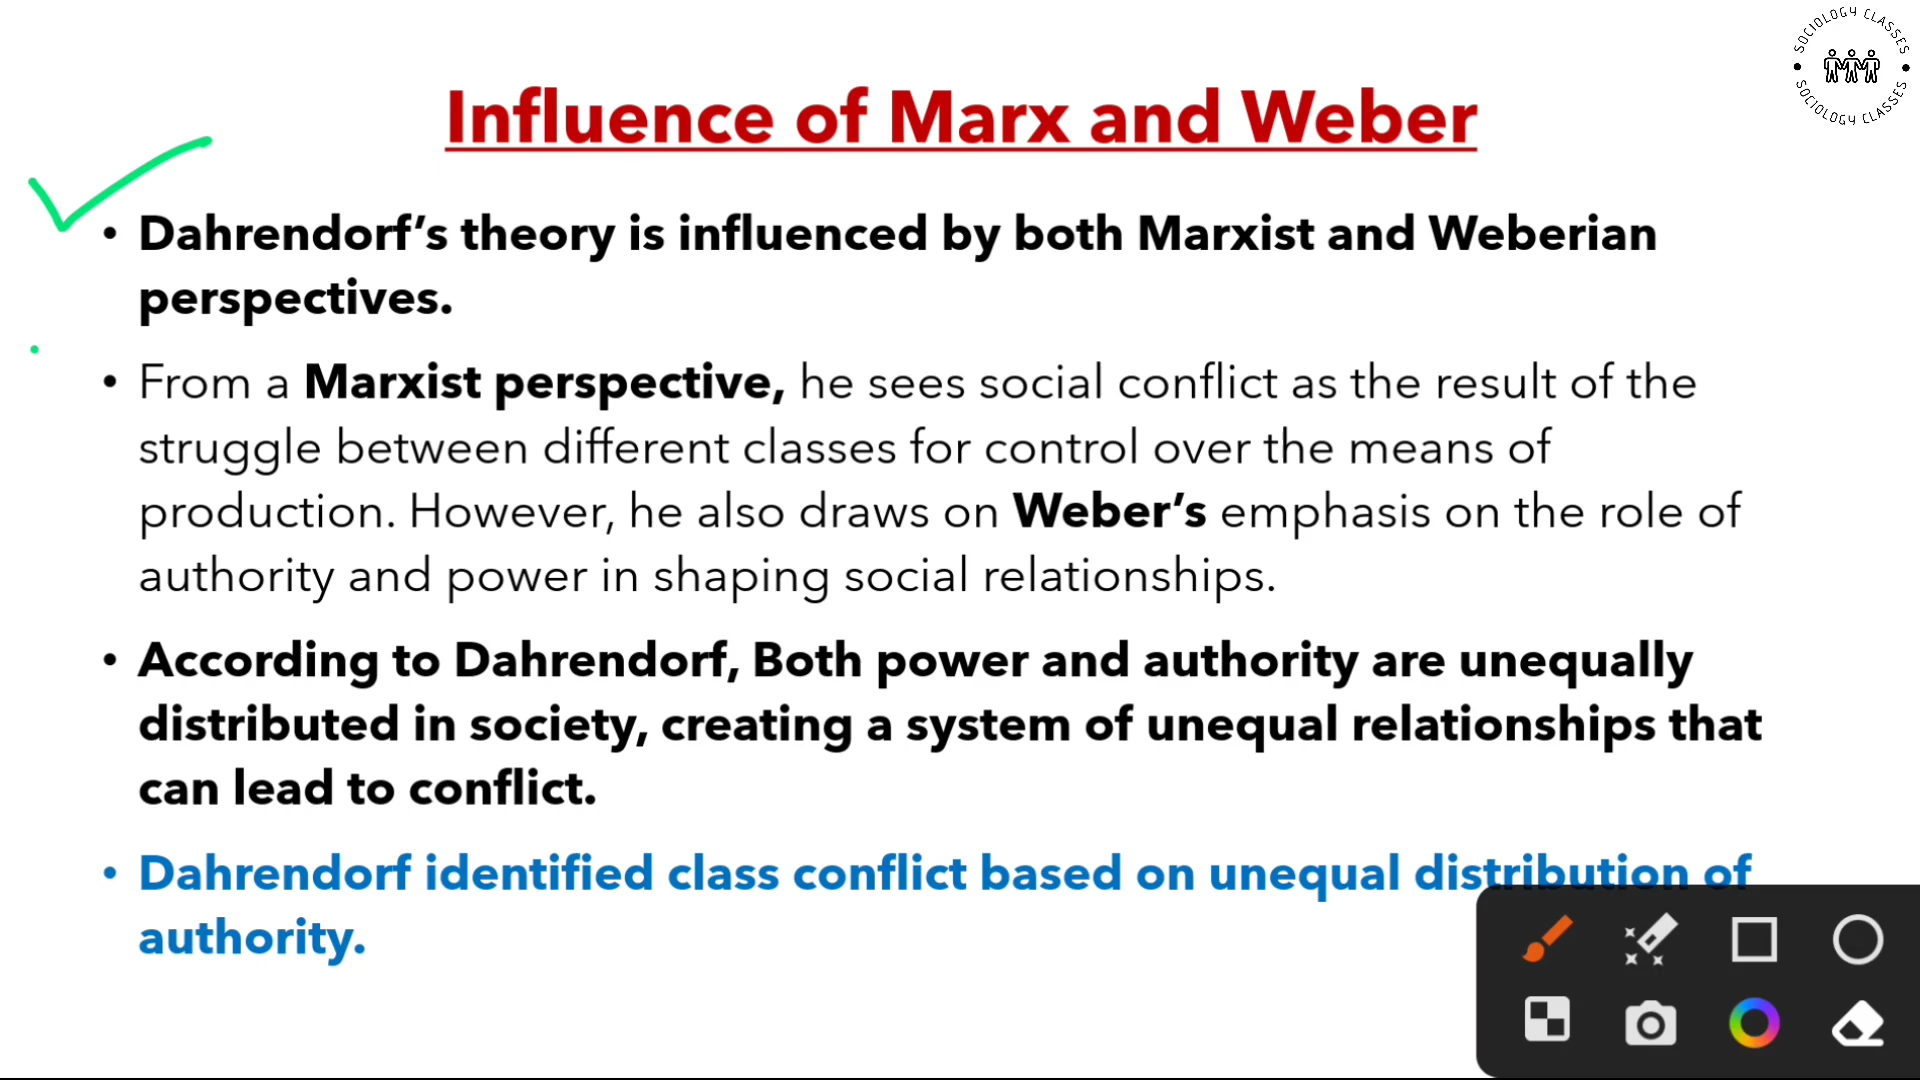 SOCIOLOGY CLASSES
SOCIOLOGY CLASSES
Influence of Marx and Weber
• Dahrendorf’s theory is influenced by both Marxist and Weberian
perspectives.
• From a Marxist perspective, he sees social conflict as the result of the
struggle between different classes for control over the means of
production. However, he also draws on Weber’s emphasis on the role of
authority and power in shaping social relationships.
• According to Dahrendorf, Both power and authority are unequally
distributed in society, creating a system of unequal relationships that
can lead to conflict.
• Dahrendorf identified class conflict based on unequal distribution of
authority.